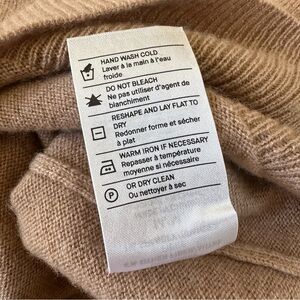 HAND WASH COLD
Laver à la main à l'eau
froide
DO NOT BLEACH
Ne pas utiliser d'agent de
blanchiment
RESHAPE AND LAY FLAT TO
DRY
Redonner forme et sécher
à plat
WARM IRON IF NECESSARY
Repasser à température
moyenne si nécessaire
OR DRY CLEAN
P
Ou nettoyer à sec